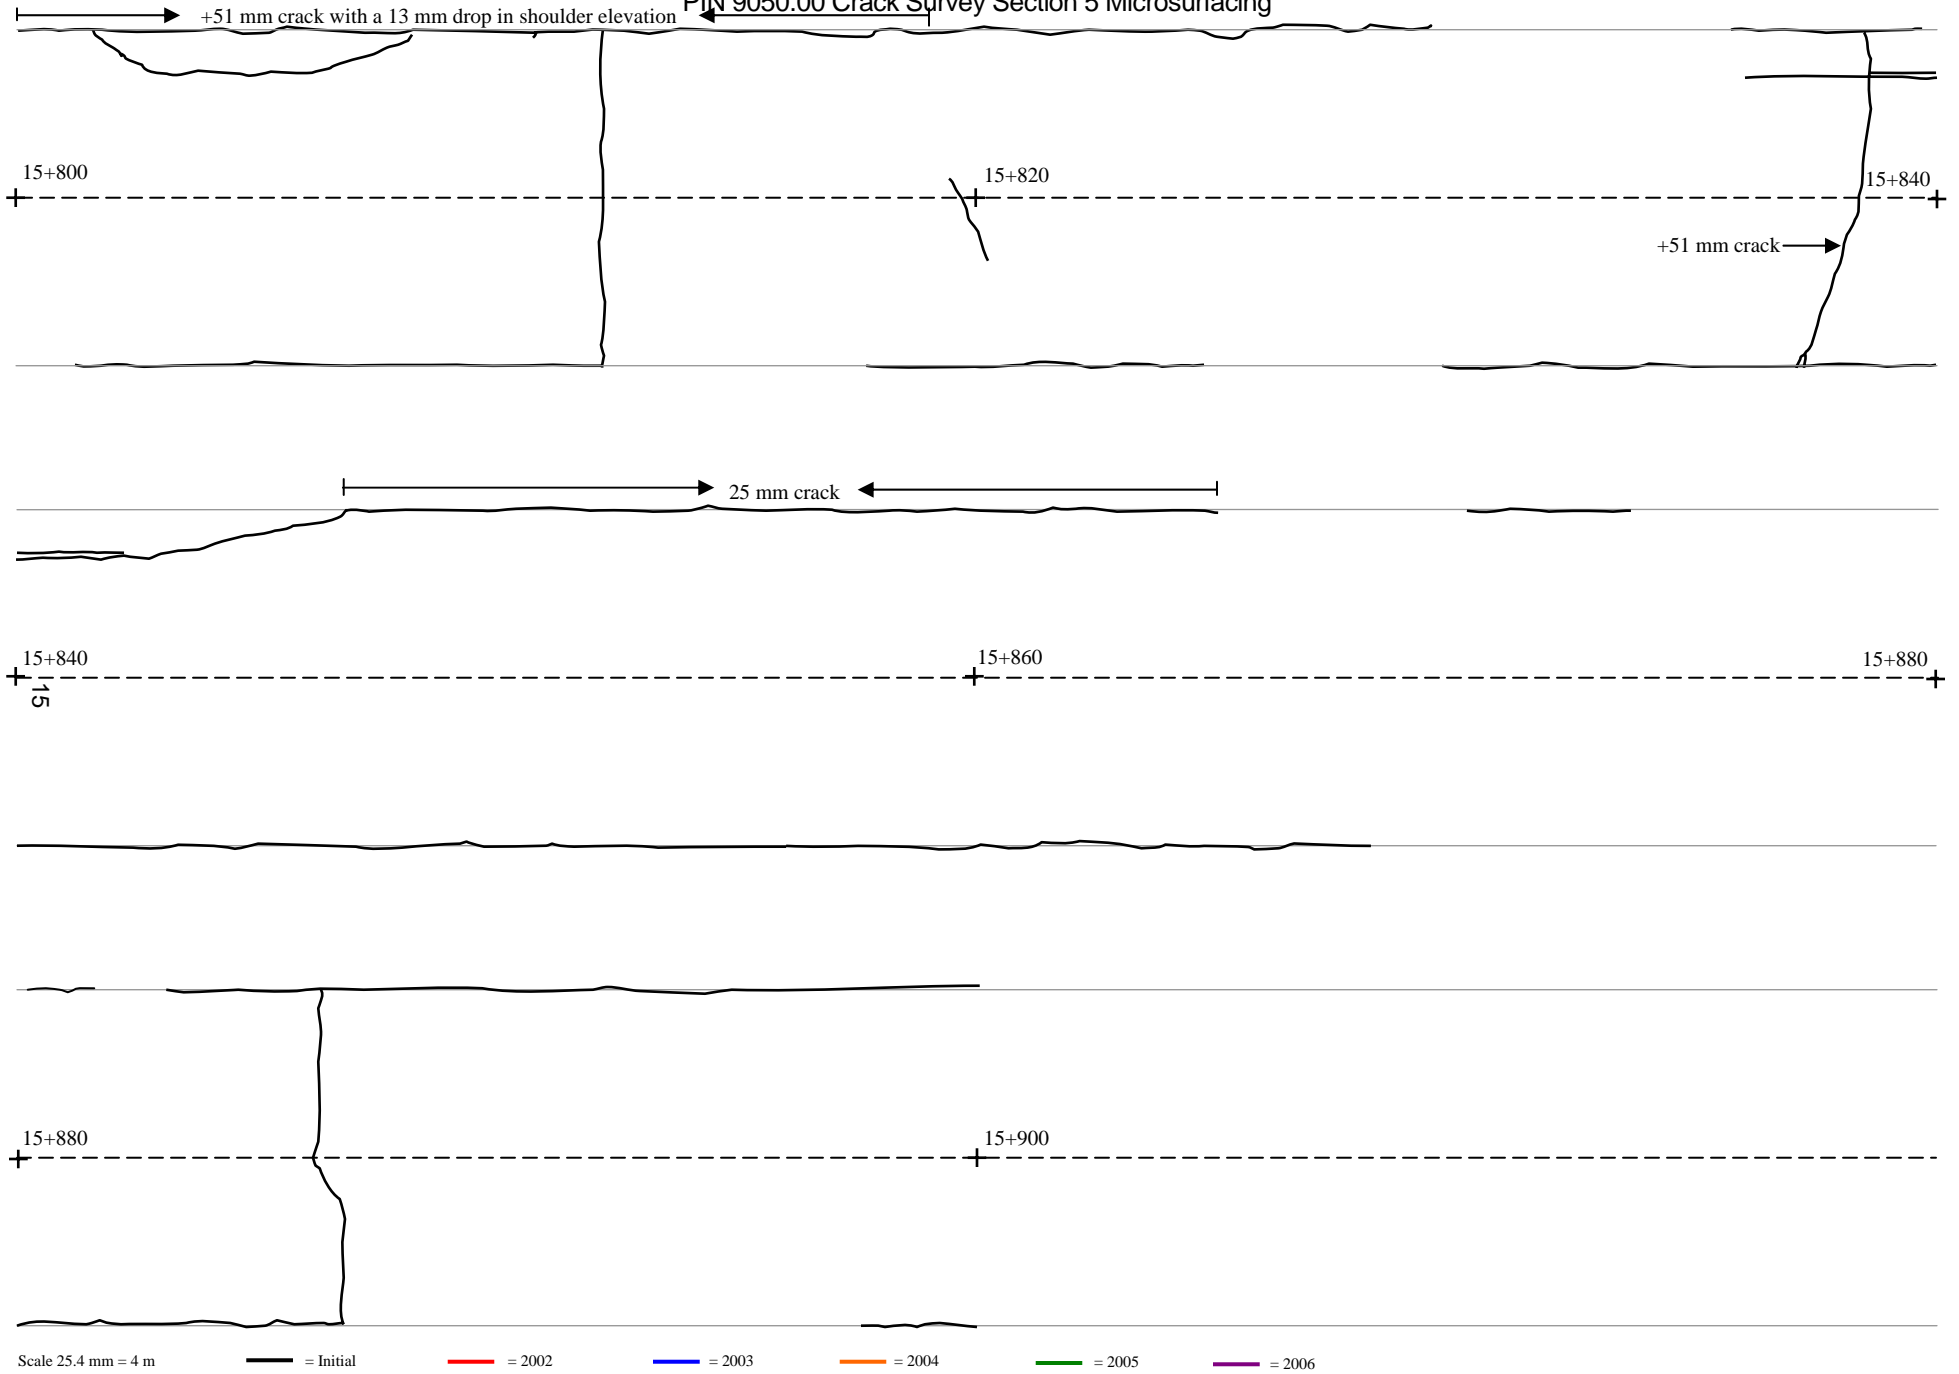 PIN 9050.00 Crack Survey Section 5 Microsurfacing
+51 mm crack with a 13 mm drop in shoulder elevation
15+800
15+820
15+840
+51 mm crack
25 mm crack
15+840
15+860
15+880
15
15+880
15+900
Scale 25.4 mm = 4 m
= Initial
= 2002
= 2003
= 2004
= 2005
= 2006